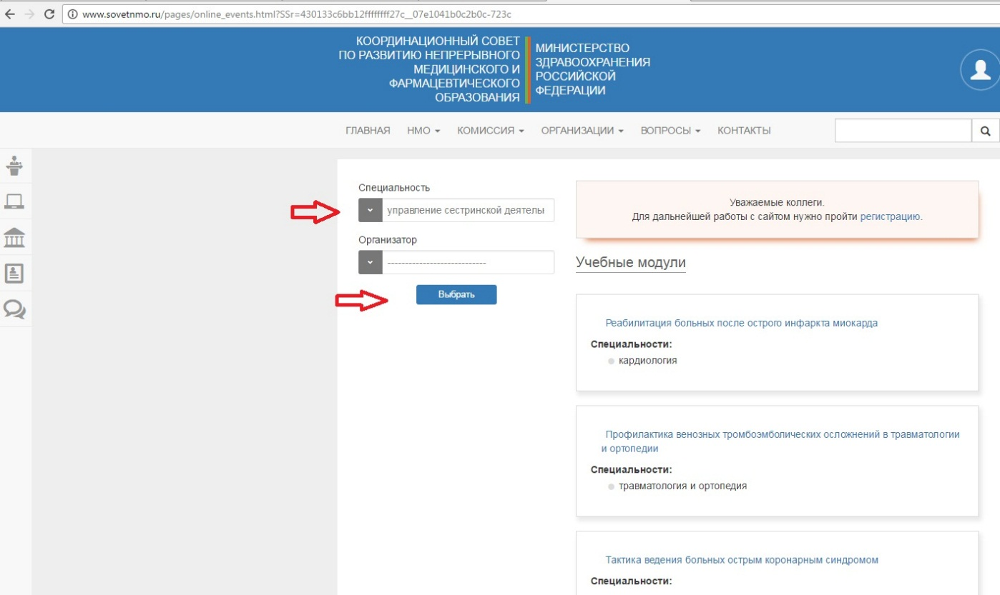 www.sovetnmo.ru/pages/online_events.html?SSr=430133c6bb12ffffffff27c__07e1041b0c2b0c-723c
КООРДИНАЦИОННЫЙ СОВЕТ
ПО РАЗВИТИЮ НЕПРЕРЫВНОГО
МЕДИЦИНСКОГО И
ФАРМАЦЕВТИЧЕСКОГО
ОБРАЗОВАНИЯ
МИНИСТЕРСТВО
ЗДРАВООХРАНЕНИЯ
РОССИЙСКОЙ
ФЕДЕРАЦИИ
ГЛАВНАЯ НМО КОМИССИЯ ОРГАНИЗАЦИИ ВОПРОСЫ КОНТАКТЫ
Специальность
управление сестринской деятелы
Организатор
----------------------------
Выбрать
Уважаемые коллеги.
Для дальнейшей работы с сайтом нужно пройти регистрацию.
Учебные модули
Реабилитация больных после острого инфаркта миокарда
Специальности:
кардиология
Профилактика венозных тромбоэмболических осложнений в травматологии
и ортопедии
Специальности:
травматология и ортопедия
Тактика ведения больных острым коронарным синдромом
Специальности: